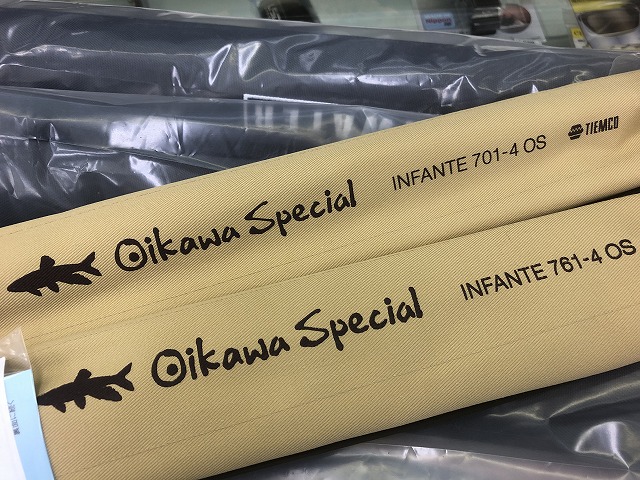 Oikawa Special INFANTE 701-4 OS TIEMCO
Oikawa Special INFANTE 761-4 OS